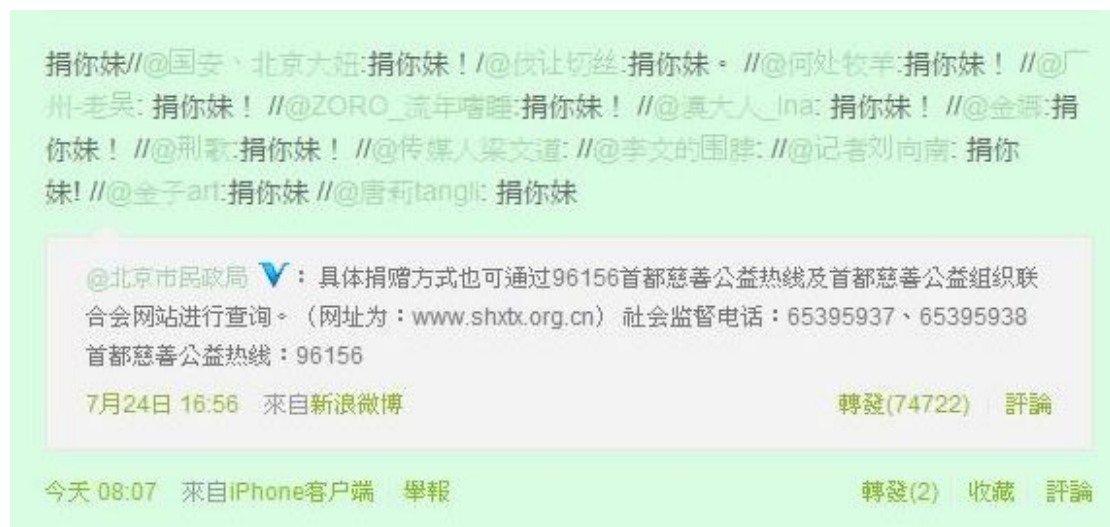 捐你妹//@国安、北京大妞:捐你妹！/@伐让切丝:捐你妹。 //@何处牧羊:捐你妹！ //@广
州-老吴: 捐你妹！ //@ZORO_流年嗜睡:捐你妹！ //@真大人_Ina: 捐你妹！ //@金娜:捐
你妹！ //@荆歌:捐你妹！ //@传媒人梁文道: //@李文的围脖: //@记者刘向南: 捐你
妹! //@金子art:捐你妹 //@唐莉tangli: 捐你妹
@北京市民政局 ：具体捐赠方式也可通过96156首都慈善公益热线及首都慈善公益组织联
合会网站进行查询。（网址为：www.shxtx.org.cn） 社会监督电话：65395937、65395938
首都慈善公益热线：96156
7月24日 16:56 來自新浪微博 轉發(74722) 評論
今天 08:07 來自iPhone客户端 舉報 轉發(2) 收藏 評論